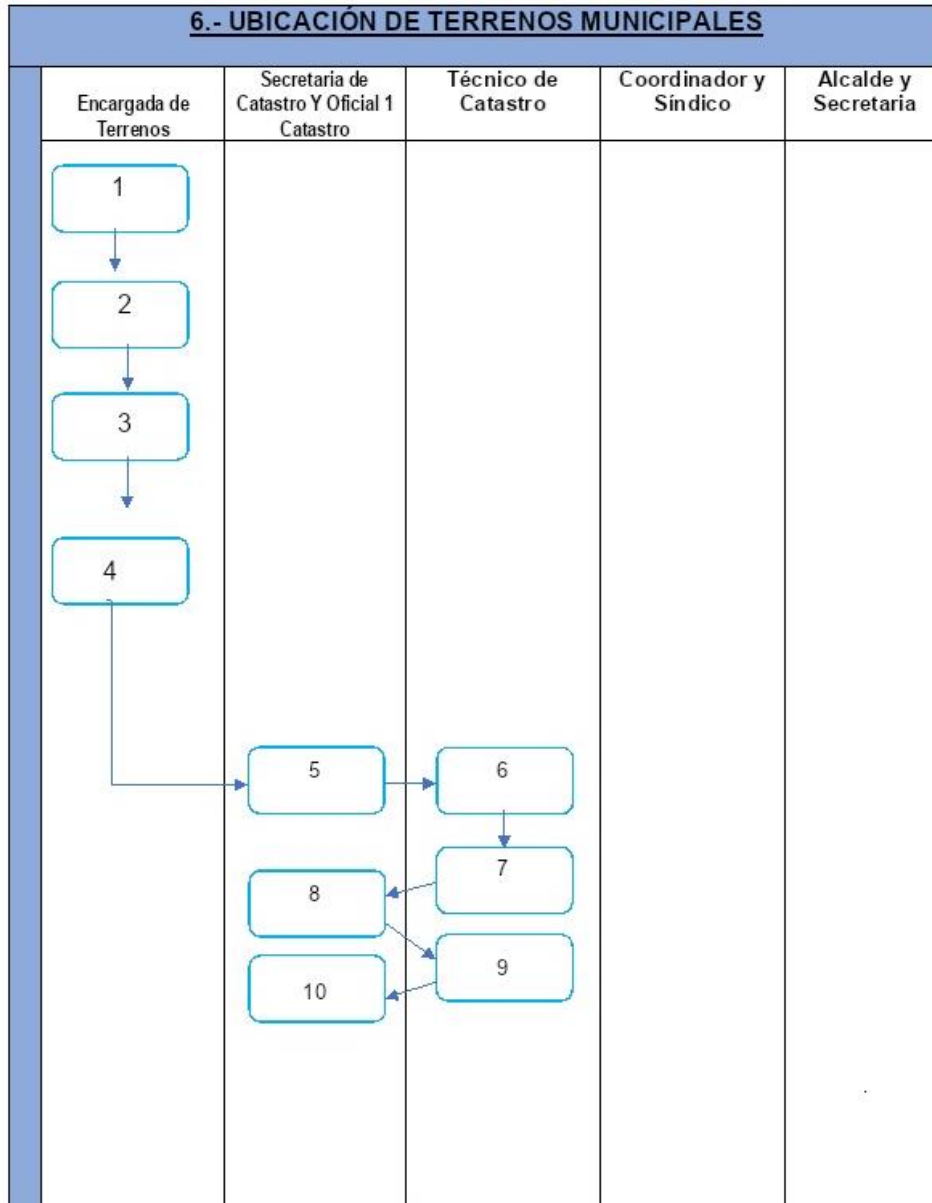 6.- UBICACIÓN DE TERRENOS MUNICIPALES
Encargada de
Terrenos
Secretaria de
Catastro Y Oficial 1
Catastro
Técnico de
Catastro
Coordinador y
Síndico
Alcalde y
Secretaria
1
2
3
4
5
6
7
8
9
10